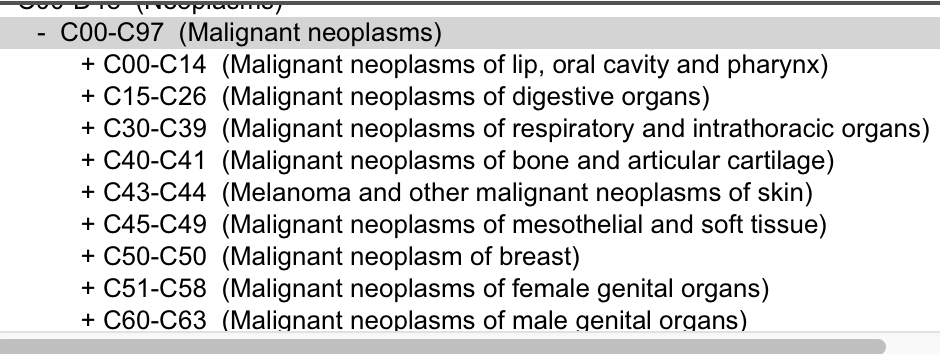 C00-D48 (Neoplasms)
- C00-C97 (Malignant neoplasms)
+ C00-C14 (Malignant neoplasms of lip, oral cavity and pharynx)
+ C15-C26 (Malignant neoplasms of digestive organs)
+ C30-C39 (Malignant neoplasms of respiratory and intrathoracic organs)
+ C40-C41 (Malignant neoplasms of bone and articular cartilage)
+ C43-C44 (Melanoma and other malignant neoplasms of skin)
+ C45-C49 (Malignant neoplasms of mesothelial and soft tissue)
+ C50-C50 (Malignant neoplasm of breast)
+ C51-C58 (Malignant neoplasms of female genital organs)
+ C60-C63 (Malignant neoplasms of male genital organs)